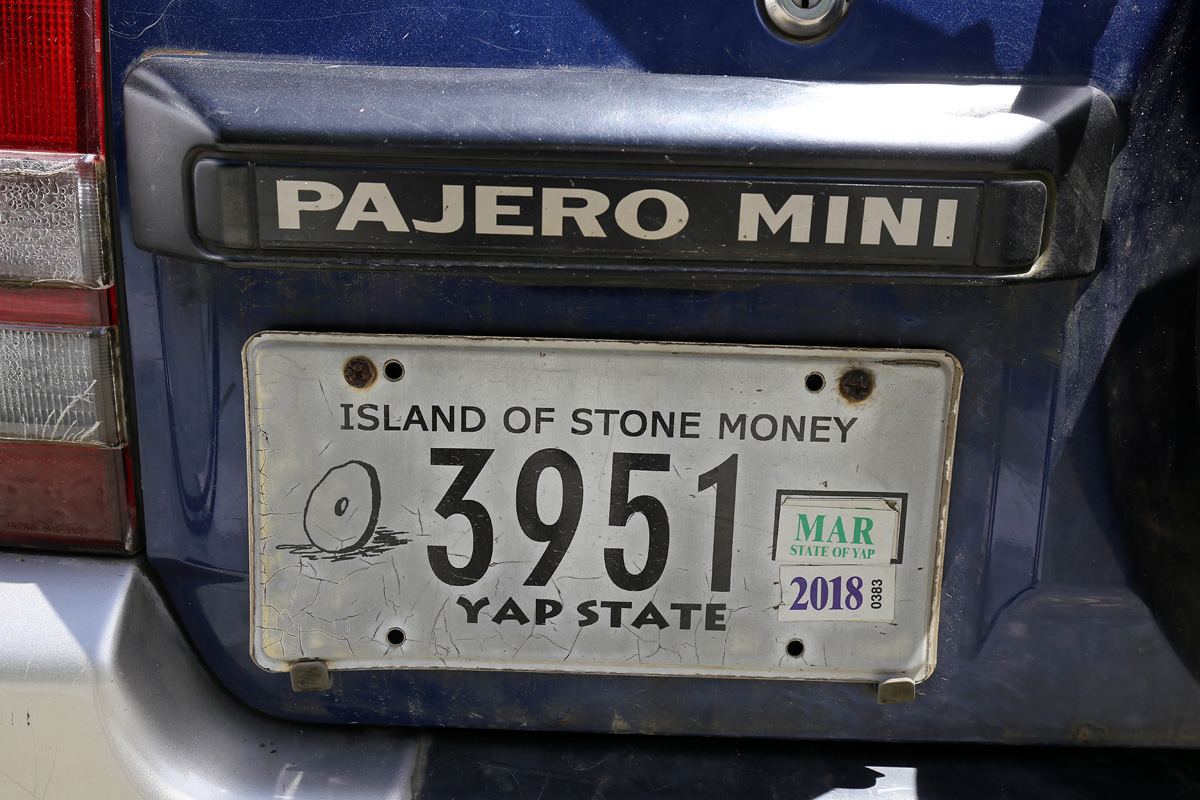 PAJERO MINI
ISLAND OF STONE MONEY
3951
MAR
STATE OF YAP
2018 0383
YAP STATE